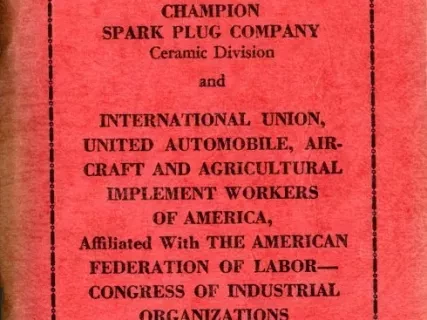 CHAMPION
SPARK PLUG COMPANY
Ceramic Division
and
INTERNATIONAL UNION,
UNITED AUTOMOBILE, AIR-
CRAFT AND AGRICULTURAL
IMPLEMENT WORKERS
OF AMERICA,
Affiliated With THE AMERICAN
FEDERATION OF LABOR—
CONGRESS OF INDUSTRIAL
ORGANIZATIONS